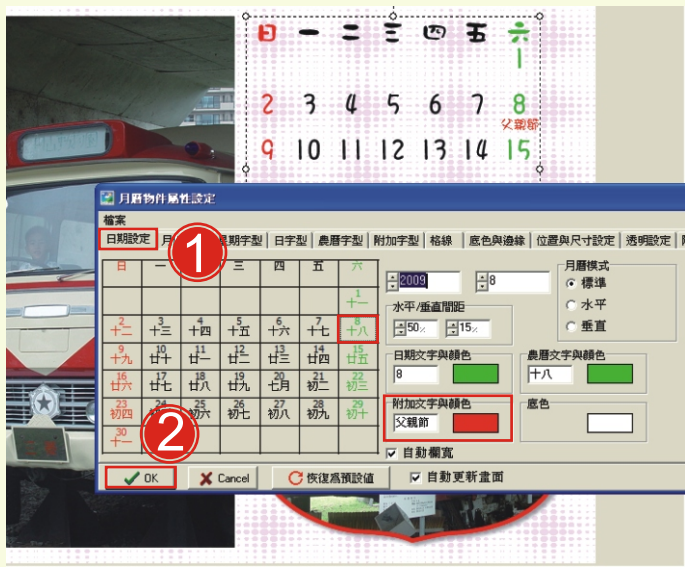 日 一 二 三 四 五 六
1
2 3 4 5 6 7 8
父親節
9 10 11 12 13 14 15
月曆物件屬性設定
檔案
日期設定 月 星期字型 日字型 農曆字型 附加字型 格線 底色與邊緣 位置與尺寸設定 透明設定
1
日 一 三 四 五 六
1
十一
2 3 4 5 6 7 8
十二 十三 十四 十五 十六 十七 十八
9 10 11 12 13 14 15
十九 廿十 廿一 廿二 廿三 廿四 廿五
16 17 18 19 20 21 22
廿六 廿七 廿八 廿九 七月 初二 初三
23 25 26 27 28 29
初四 初六 初七 初八 初九 初十
30
十一
2
2009 8
水平/垂直間距
50% 15%
月曆模式
標準
水平
垂直
日期文字與顏色
8
農曆文字與顏色
十八
附加文字與顏色
父親節
底色
自動欄寬
OK Cancel 恢復為預設值 自動更新畫面